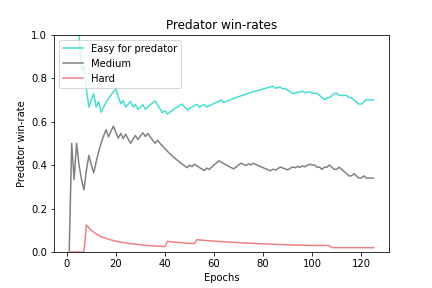 Predator win-rates
Easy for predator
Medium
Hard
Predator win-rate
1.0
0.8
0.6
0.4
0.2
0.0
0 20 40 60 80 100 120
Epochs